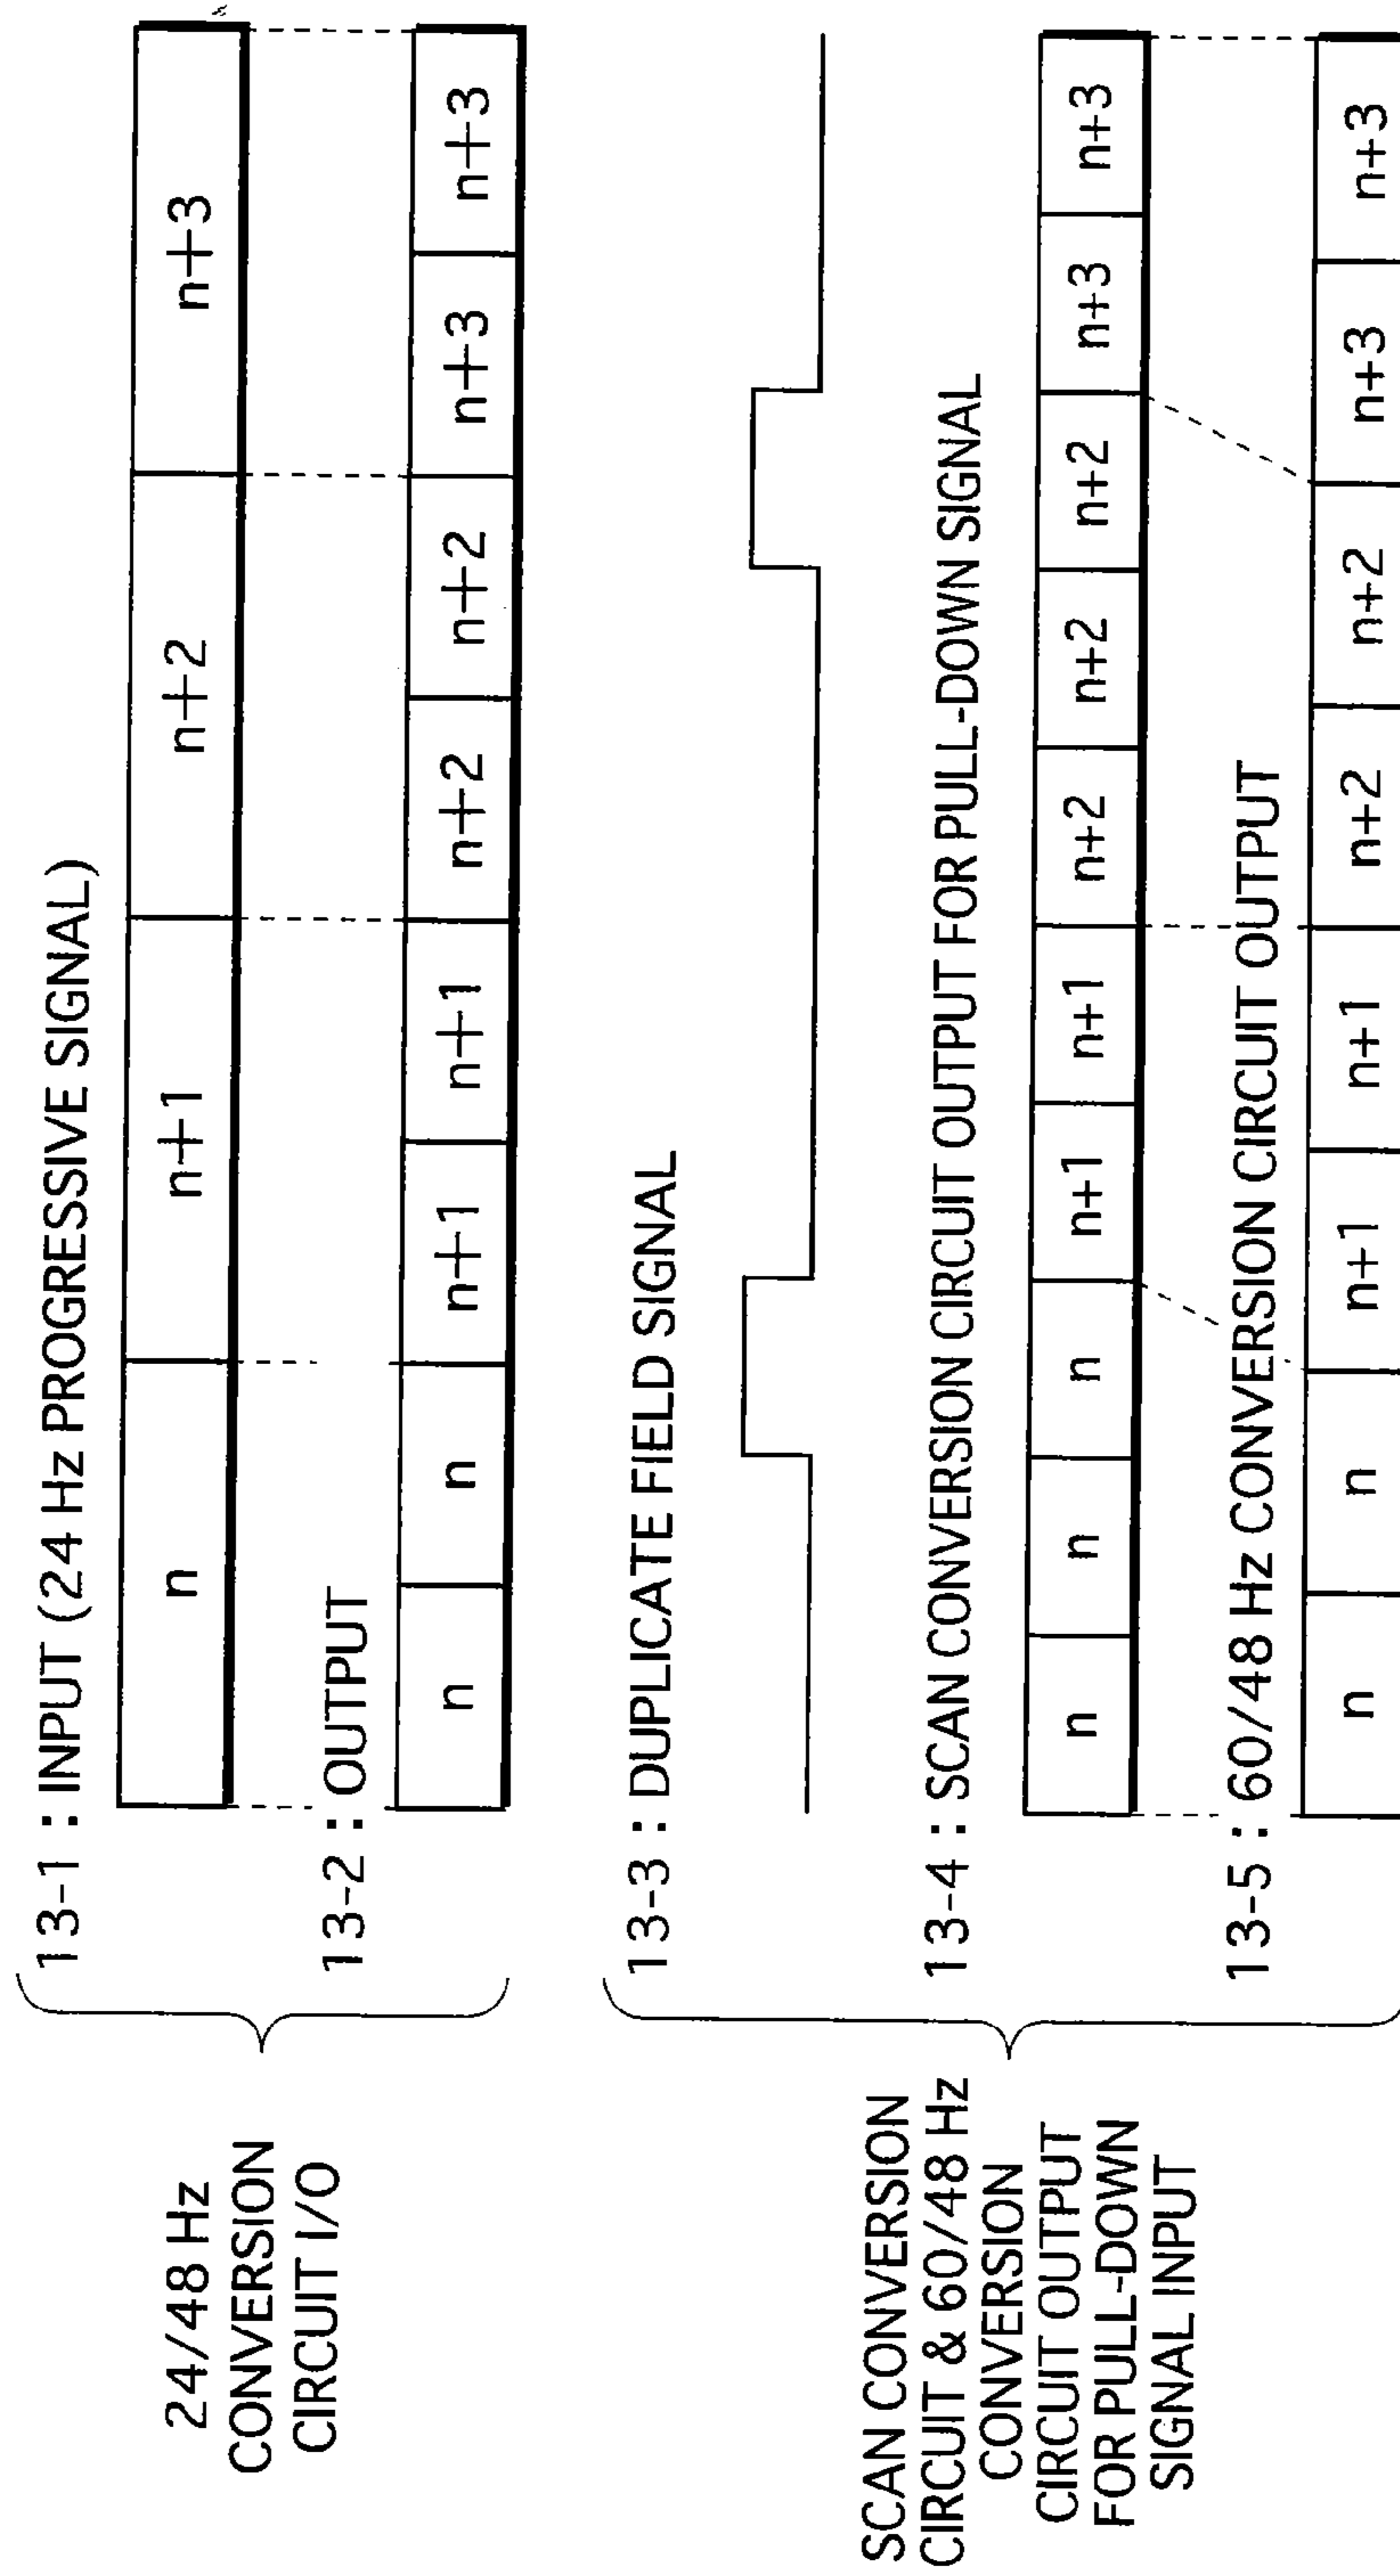 24/48 Hz
CONVERSION
CIRCUIT I/O
13-1 : INPUT (24 Hz PROGRESSIVE SIGNAL)
n n+1 n+2 n+3
13-2 : OUTPUT
n n n+1 n+1 n+2 n+2 n+3 n+3
SCAN CONVERSION
CIRCUIT & 60/48 Hz
CONVERSION
CIRCUIT OUTPUT
FOR PULL-DOWN
SIGNAL INPUT
13-3 : DUPLICATE FIELD SIGNAL
13-4 : SCAN CONVERSION CIRCUIT OUTPUT FOR PULL-DOWN SIGNAL
n n n n+1 n+1 n+2 n+2 n+2 n+3 n+3
13-5 : 60/48 Hz CONVERSION CIRCUIT OUTPUT
n n n+1 n+1 n+2 n+2 n+3 n+3